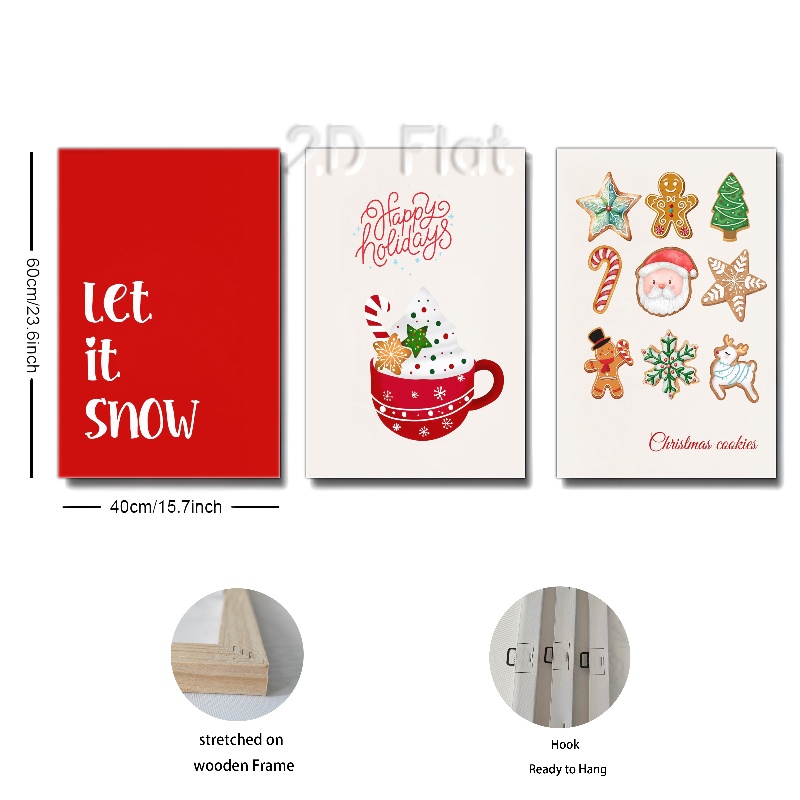 2D Flat
Let
it
snow
Happy
holidays
Christmas cookies
60cm/23.6inch
40cm/15.7inch
stretched on
wooden Frame
Hook
Ready to Hang